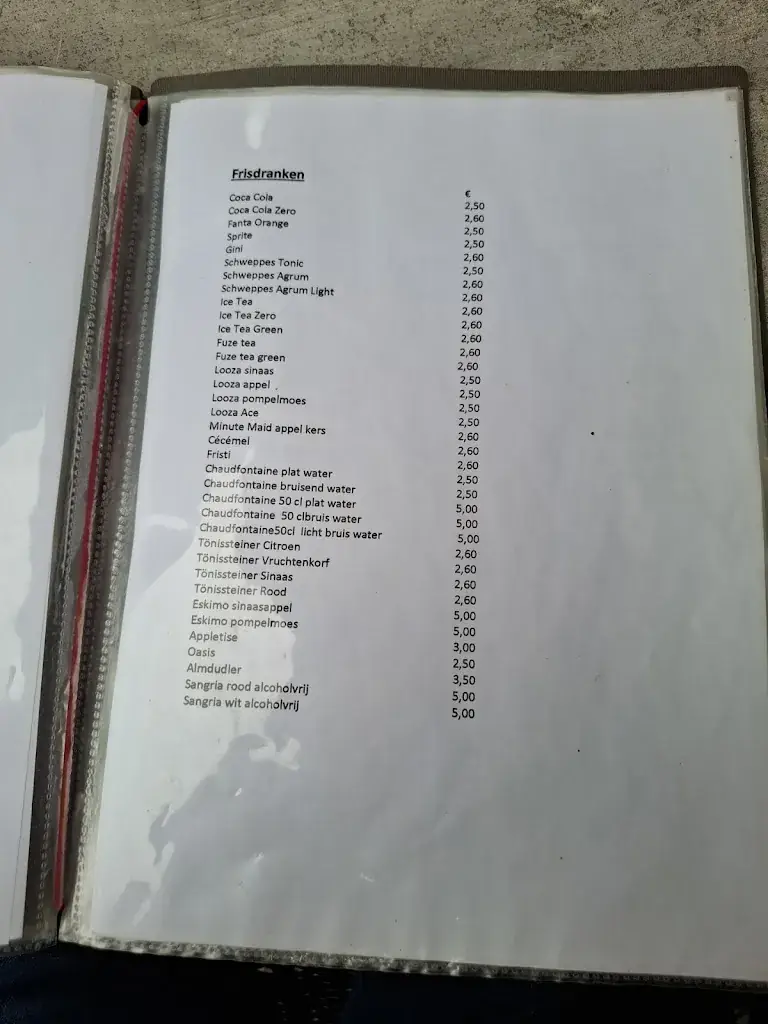 Frisdranken
€
Coca Cola 2,50
Coca Cola Zero 2,60
Fanta Orange 2,50
Sprite 2,50
Gini 2,60
Schweppes Tonic 2,50
Schweppes Agrum 2,60
Schweppes Agrum Light 2,60
Ice Tea 2,60
Ice Tea Zero 2,60
Ice Tea Green 2,60
Fuze tea 2,60
Fuze tea green 2,60
Looza sinaas 2,50
Looza appel 2,50
Looza pompelmoes 2,50
Looza Ace 2,50
Minute Maid appel kers 2,60
Cécémel 2,60
Fristi 2,60
Chaudfontaine plat water 2,50
Chaudfontaine bruisend water 2,50
Chaudfontaine 50 cl plat water 5,00
Chaudfontaine 50 clbruis water 5,00
Chaudfontaine50cl licht bruis water 5,00
Tönissteiner Citroen 2,60
Tönissteiner Vruchtenkorf 2,60
Tönissteiner Sinaas 2,60
Tönissteiner Rood 2,60
Eskimo sinaasappel 5,00
Eskimo pompelmoes 5,00
Appletise 3,00
Oasis 2,50
Almdudler 3,50
Sangria rood alcoholvrij 5,00
Sangria wit alcoholvrij 5,00